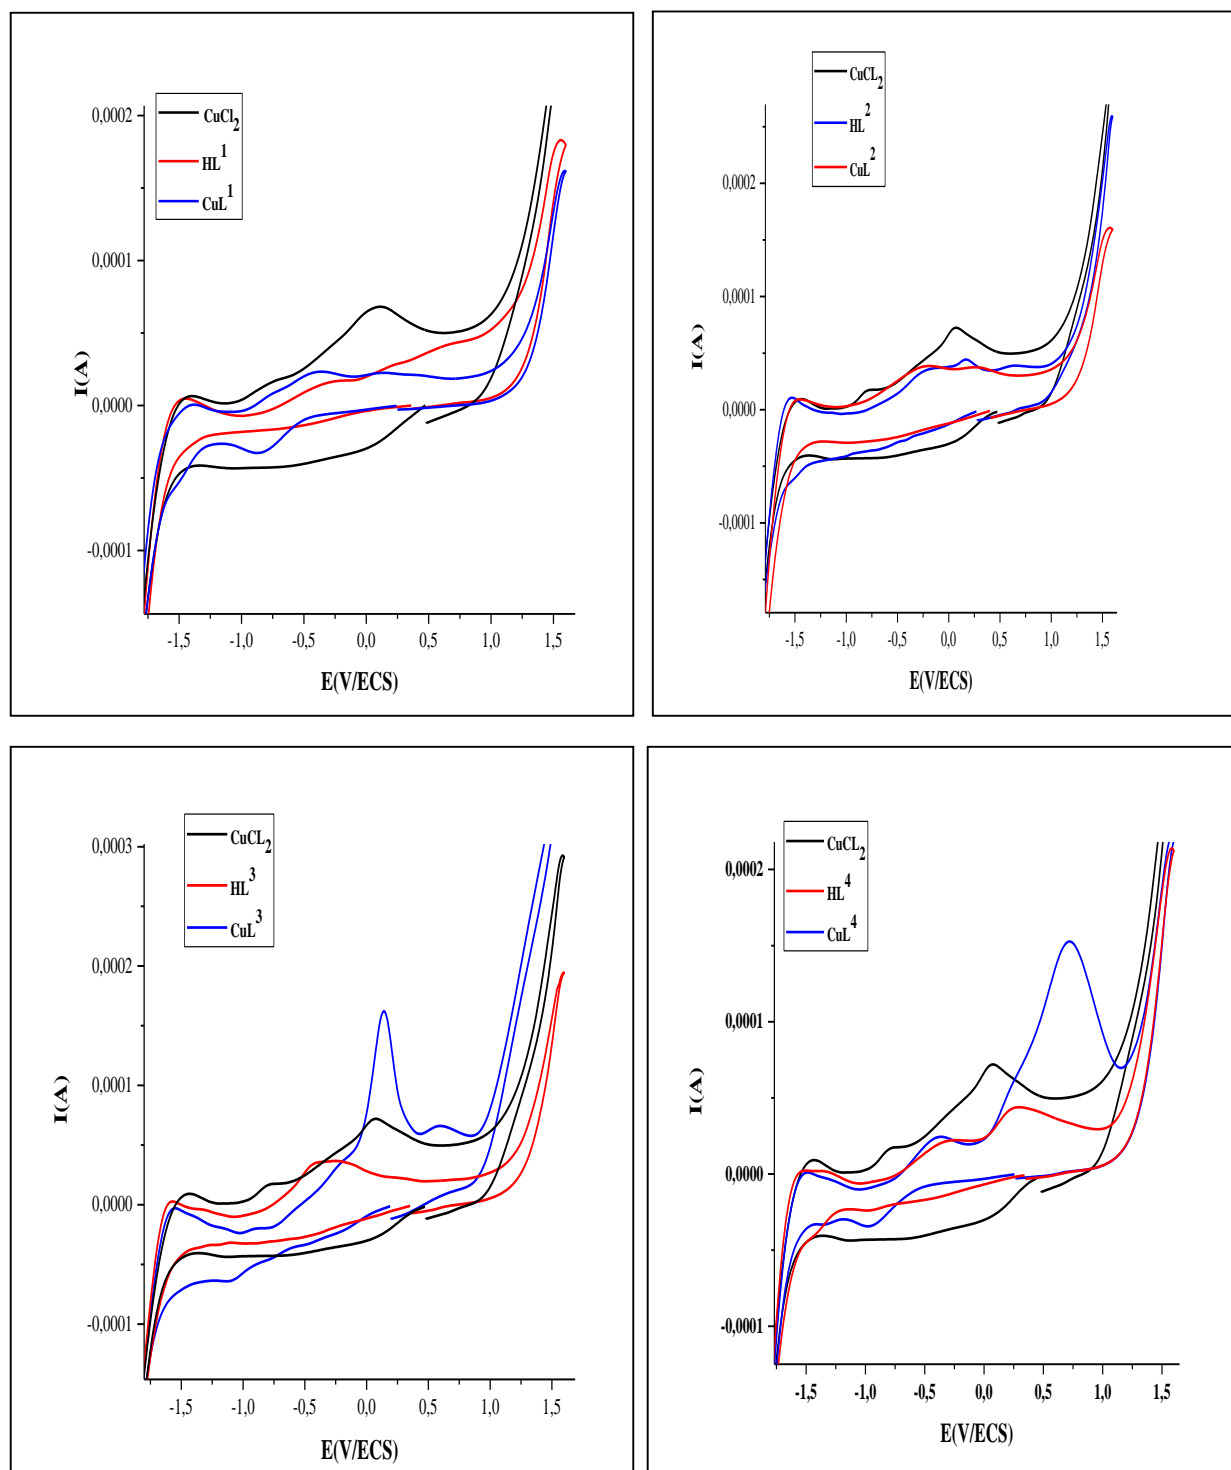 CuCl2
HL1
CuL1
0,0002
0,0001
0,0000
-0,0001
I(A)
-1,5 -1,0 -0,5 0,0 0,5 1,0 1,5
E(V/ECS)
CuCL2
HL2
CuL2
0,0002
0,0001
0,0000
-0,0001
I(A)
-1,5 -1,0 -0,5 0,0 0,5 1,0 1,5
E(V/ECS)
CuCL2
HL3
CuL3
0,0003
0,0002
0,0001
0,0000
-0,0001
I(A)
-1,5 -1,0 -0,5 0,0 0,5 1,0 1,5
E(V/ECS)
CuCL2
HL4
CuL4
0,0002
0,0001
0,0000
-0,0001
I(A)
-1,5 -1,0 -0,5 0,0 0,5 1,0 1,5
E(V/ECS)